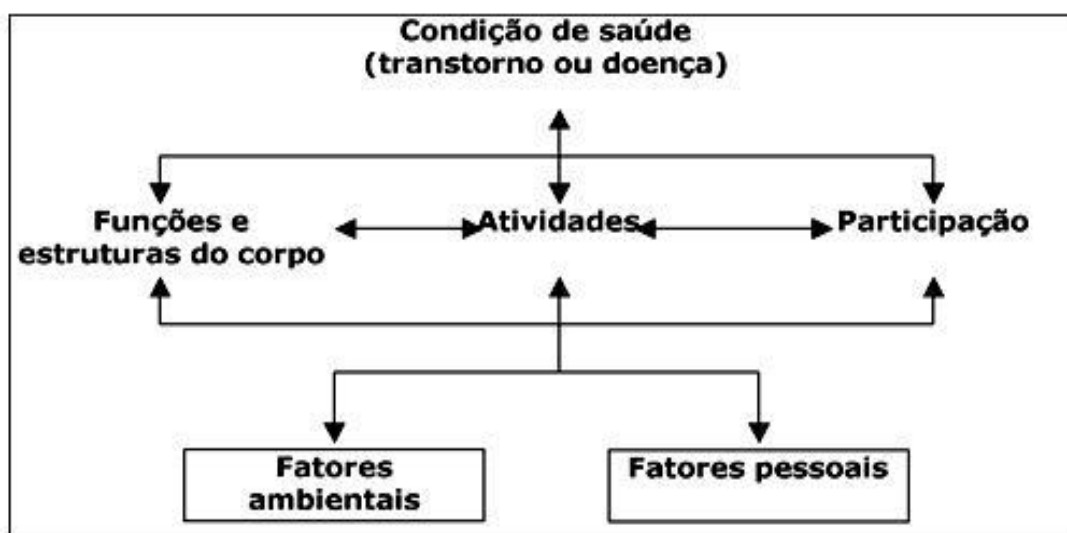 Condição de saúde
(transtorno ou doença)
Funções e
estruturas do corpo
Atividades
Participação
Fatores
ambientais
Fatores pessoais